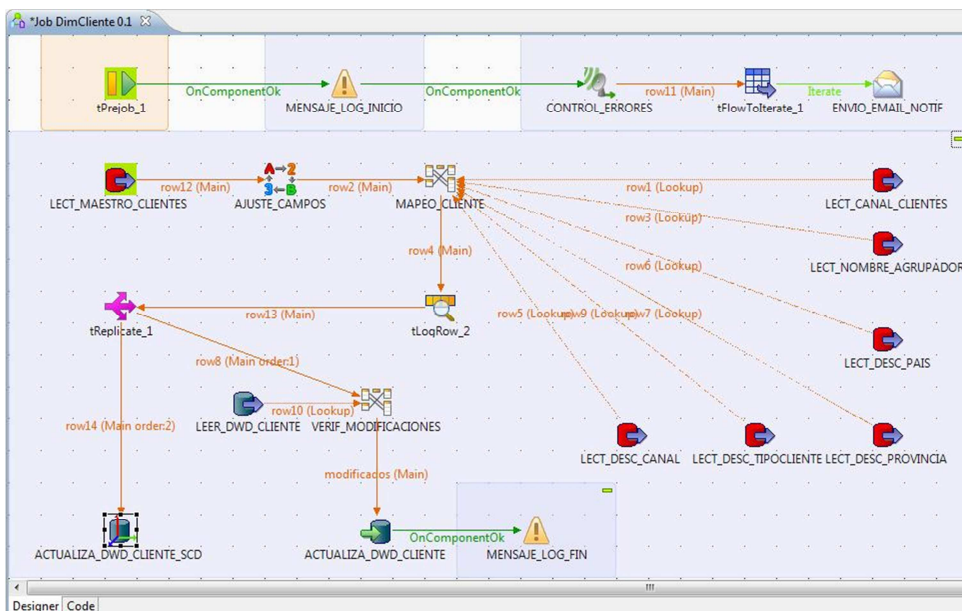 *Job DimCliente 0.1
OnComponentOk
OnComponentOk
row11 (Main)
Iterate
tPrejob_1
MENSAJE_LOG_INICIO
CONTROL_ERRORES
tFlowToIterate_1
ENVIO_EMAIL_NOTIF
row12 (Main)
row2 (Main)
row1 (Lookup)
LECT_MAESTRO_CLIENTES
AJUSTE_CAMPOS
MAPEO_CLIENTE
LECT_CANAL_CLIENTES
row3 (Lookup)
row4 (Main)
row6 (Lookup)
LECT_NOMBRE_AGRUPADOR
row13 (Main)
row5 (Lookup)
row9 (Lookup)
row7 (Lookup)
tReplicate_1
tLogRow_2
row8 (Main order:1)
LECT_DESC_PAIS
row10 (Lookup)
LEER_DWD_CLIENTE
VERIF_MODIFICACIONES
row14 (Main order:2)
LECT_DESC_CANAL
LECT_DESC_TIPOCLIENTE
LECT_DESC_PROVINCIA
modificados (Main)
OnComponentOk
ACTUALIZA_DWD_CLIENTE_SCD
ACTUALIZA_DWD_CLIENTE
MENSAJE_LOG_FIN
Designer
Code